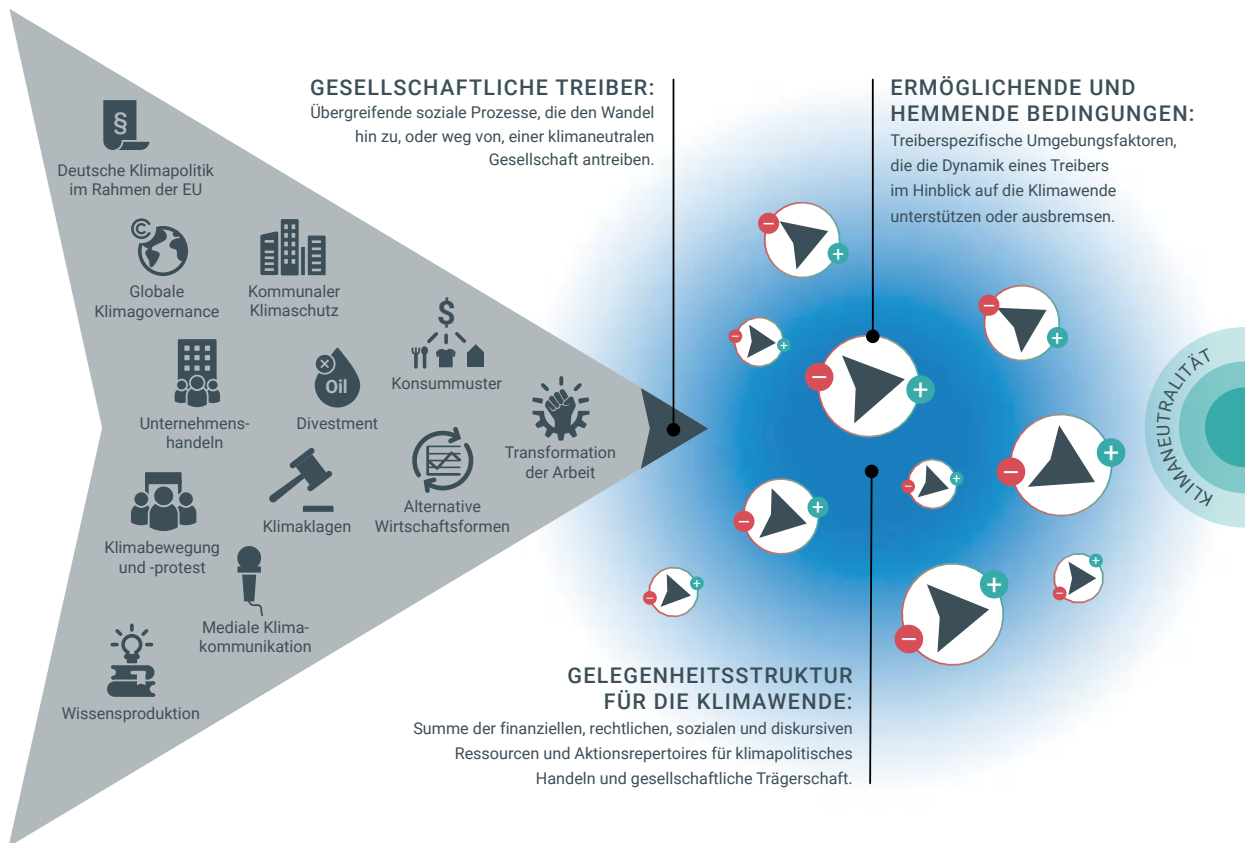 GESELLSCHAFTLICHE TREIBER:
Übergreifende soziale Prozesse, die den Wandel
hin zu, oder weg von, einer klimaneutralen
Gesellschaft antreiben.
ERMÖGLICHENDE UND
HEMMENDE BEDINGUNGEN:
Treiberspezifische Umgebungsfaktoren,
die die Dynamik eines Treibers
im Hinblick auf die Klimawende
unterstützen oder ausbremsen.
§
Deutsche Klimapolitik
im Rahmen der EU
C
Globale
Klimagovernance
Kommunaler
Klimaschutz
$
Konsummuster
Unternehmens-
handeln
Oil
Divestment
Transformation
der Arbeit
Klimabewegung
und -protest
Klimaklagen
Alternative
Wirtschaftsformen
Mediale Klima-
kommunikation
Wissensproduktion
KLIMANEUTRALITÄT
GELEGENHEITSSTRUKTUR
FÜR DIE KLIMAWENDE:
Summe der finanziellen, rechtlichen, sozialen und diskursiven
Ressourcen und Aktionsrepertoires für klimapolitisches
Handeln und gesellschaftliche Trägerschaft.